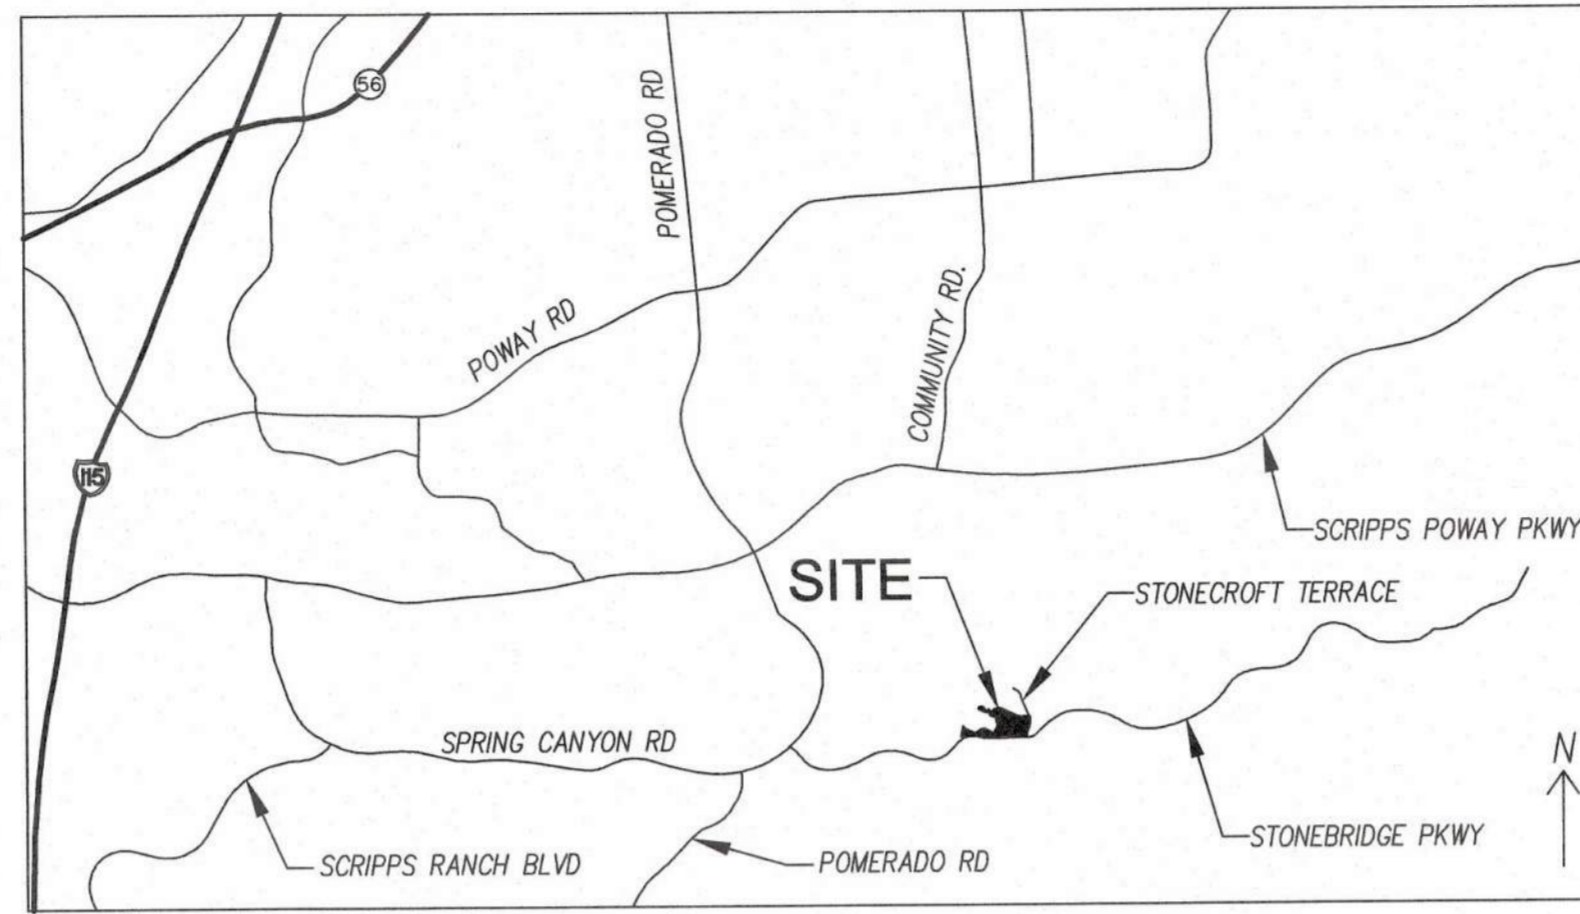 56
POMERADO RD
POWAY RD
COMMUNITY RD.
115
SCRIPPS POWAY PKWY
SITE
STONECROFT TERRACE
SPRING CANYON RD
N
STONEBRIDGE PKWY
SCRIPPS RANCH BLVD
POMERADO RD